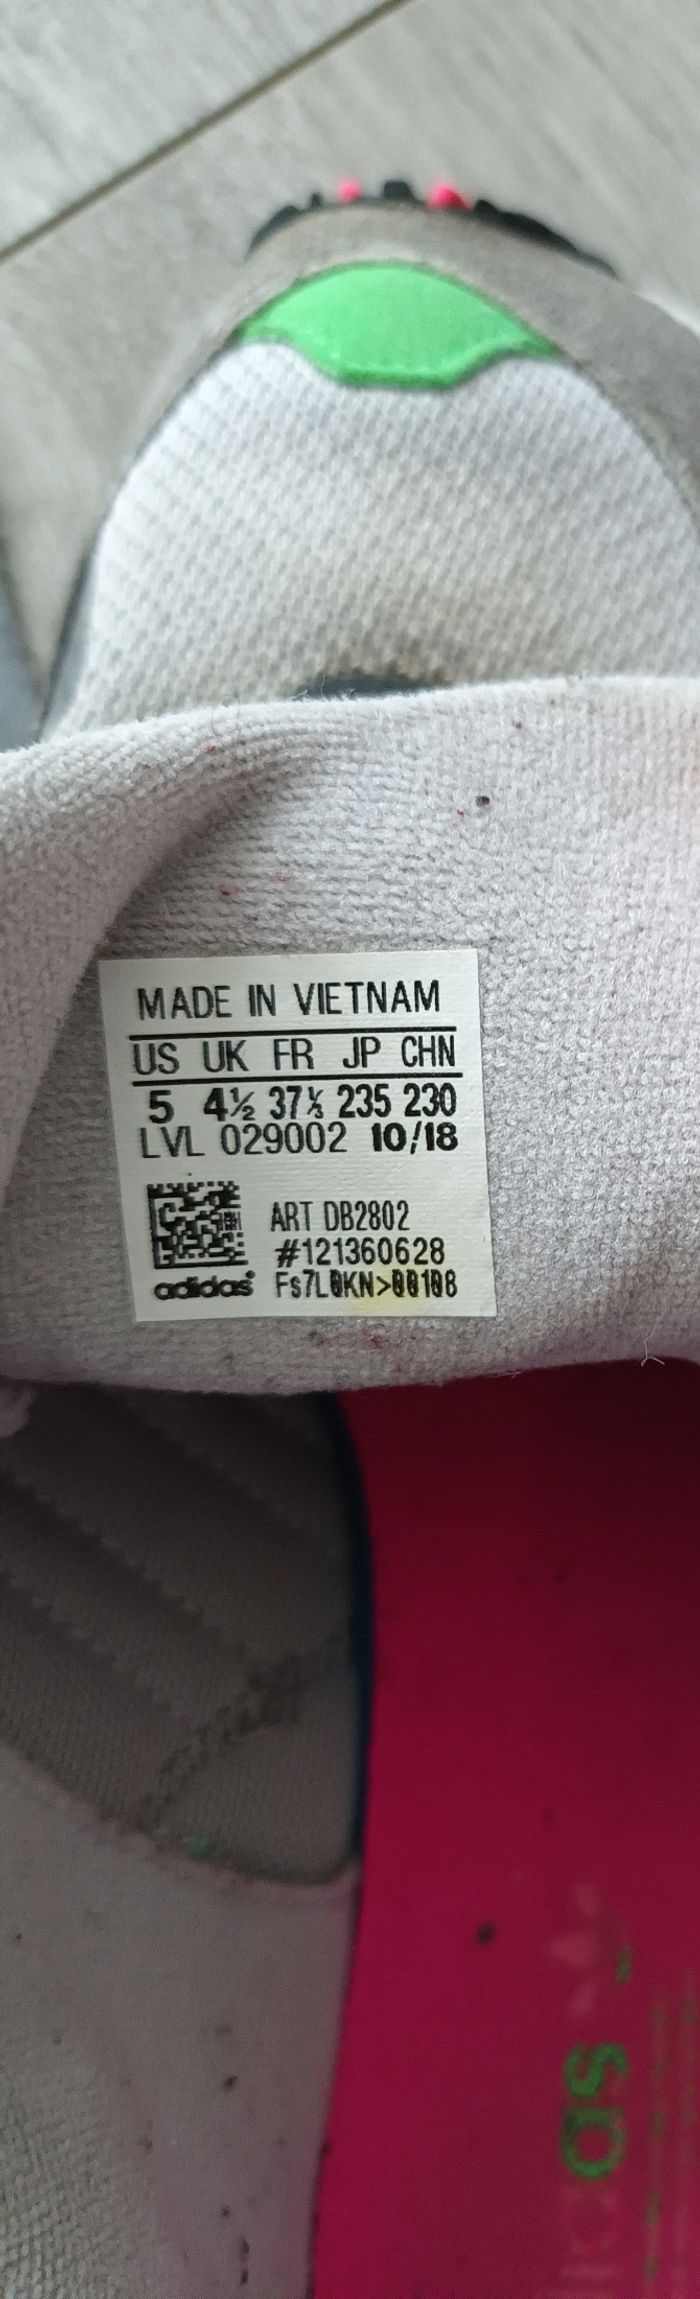 MADE IN VIETNAM
US UK FR JP CHN
5 4½ 37⅓ 235 230
LVL 029002 10/18
ART DB2802
#121360628
adidas Fs7L0KN>00108